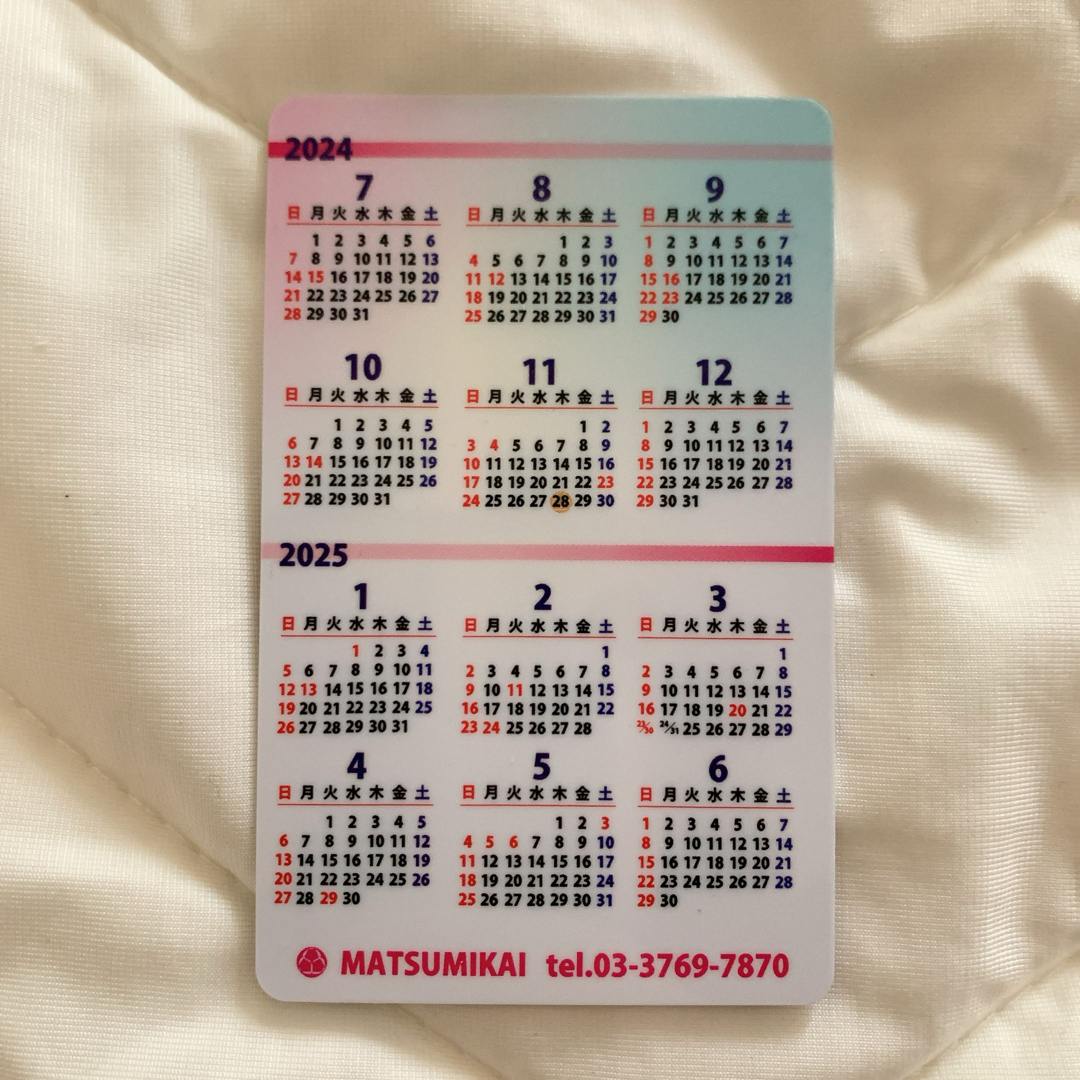 2024
7 8 9
日 月 火 水 木 金 土 日 月 火 水 木 金 土 日 月 火 水 木 金 土
1 2 3 4 5 6 1 2 3 1 2 3 4 5 6 7
7 8 9 10 11 12 13 4 5 6 7 8 9 10 8 9 10 11 12 13 14
14 15 16 17 18 19 20 11 12 13 14 15 16 17 15 16 17 18 19 20 21
21 22 23 24 25 26 27 18 19 20 21 22 23 24 22 23 24 25 26 27 28
28 29 30 31 25 26 27 28 29 30 31 29 30
10 11 12
日 月 火 水 木 金 土 日 月 火 水 木 金 土 日 月 火 水 木 金 土
1 2 3 4 5 1 2 1 2 3 4 5 6 7
6 7 8 9 10 11 12 3 4 5 6 7 8 9 8 9 10 11 12 13 14
13 14 15 16 17 18 19 10 11 12 13 14 15 16 15 16 17 18 19 20 21
20 21 22 23 24 25 26 17 18 19 20 21 22 23 22 23 24 25 26 27 28
27 28 29 30 31 24 25 26 27 28 29 30 29 30 31
2025
1 2 3
日 月 火 水 木 金 土 日 月 火 水 木 金 土 日 月 火 水 木 金 土
1 2 3 4 1 1
5 6 7 8 9 10 11 2 3 4 5 6 7 8 2 3 4 5 6 7 8
12 13 14 15 16 17 18 9 10 11 12 13 14 15 9 10 11 12 13 14 15
19 20 21 22 23 24 25 16 17 18 19 20 21 22 16 17 18 19 20 21 22
26 27 28 29 30 31 23 24 25 26 27 28 23/30 24/31 25 26 27 28 29
4 5 6
日 月 火 水 木 金 土 日 月 火 水 木 金 土 日 月 火 水 木 金 土
1 2 3 4 5 1 2 3 1 2 3 4 5 6 7
6 7 8 9 10 11 12 4 5 6 7 8 9 10 8 9 10 11 12 13 14
13 14 15 16 17 18 19 11 12 13 14 15 16 17 15 16 17 18 19 20 21
20 21 22 23 24 25 26 18 19 20 21 22 23 24 22 23 24 25 26 27 28
27 28 29 30 25 26 27 28 29 30 31 29 30
MATSUMIKAI tel.03-3769-7870